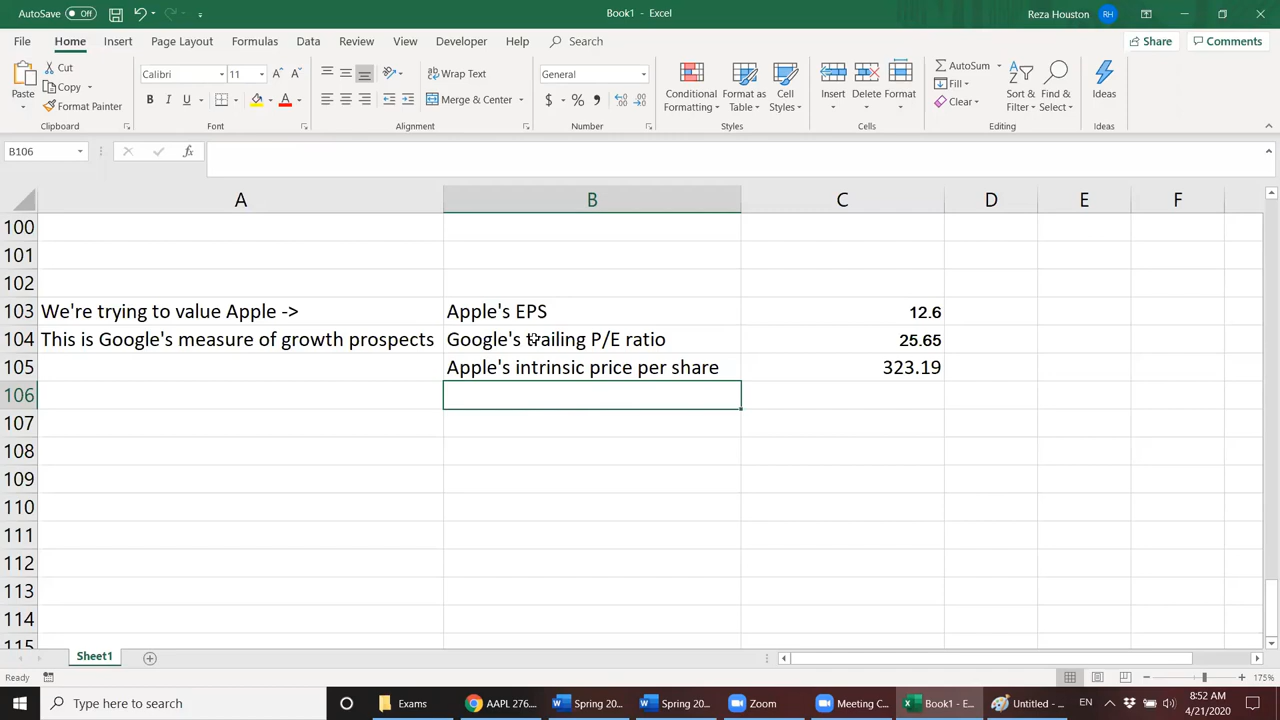 AutoSave Off
Book1 - Excel
Reza Houston RH
File Home Insert Page Layout Formulas Data Review View Developer Help Search
Share Comments
Paste
Cut
Copy
Format Painter
Clipboard
Calibri 11
B I U
Font
Wrap Text
Merge & Center
Alignment
General
$ % ,
Number
Conditional Formatting
Format as Table
Cell Styles
Styles
Insert Delete Format
Cells
AutoSum
Fill
Clear
Sort & Filter
Find & Select
Editing
Ideas
Ideas
B106 fx
A B C D E F
100
101
102
103 We're trying to value Apple -> Apple's EPS 12.6
104 This is Google's measure of growth prospects Google's trailing P/E ratio 25.65
105 Apple's intrinsic price per share 323.19
106
107
108
109
110
111
112
113
114
115
Sheet1
Ready
175%
Type here to search
Exams
AAPL 276...
Spring 20...
Spring 20...
Zoom
Meeting C...
Book1 - E...
Untitled - ...
EN
8:52 AM
4/21/2020